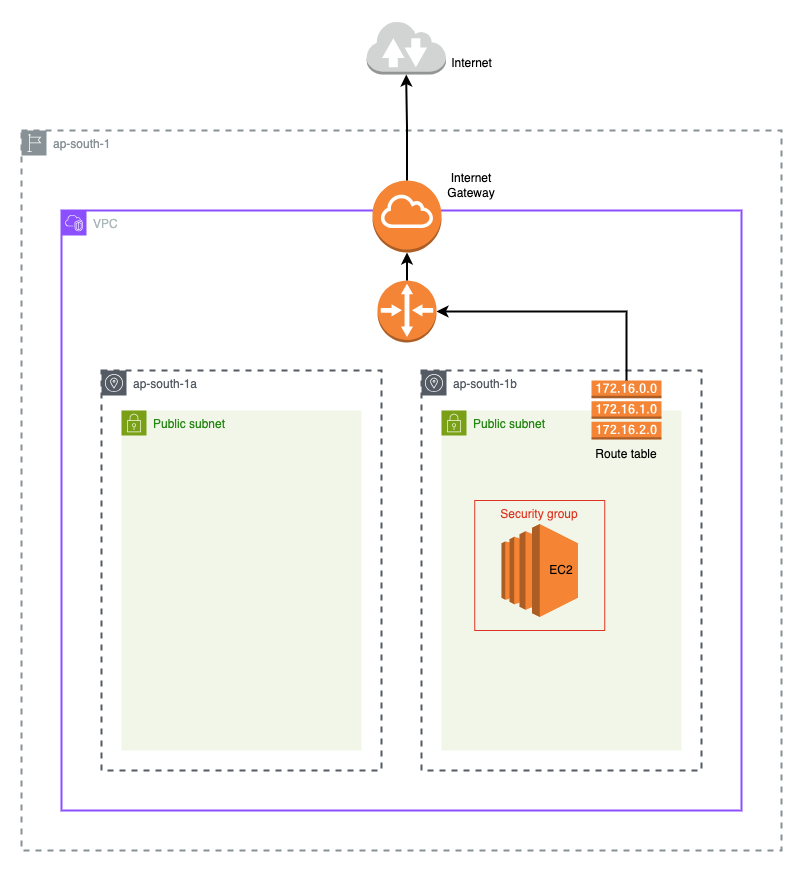 Internet
ap-south-1
Internet
Gateway
VPC
ap-south-1a
ap-south-1b
172.16.0.0
172.16.1.0
172.16.2.0
Public subnet
Public subnet
Route table
Security group
EC2